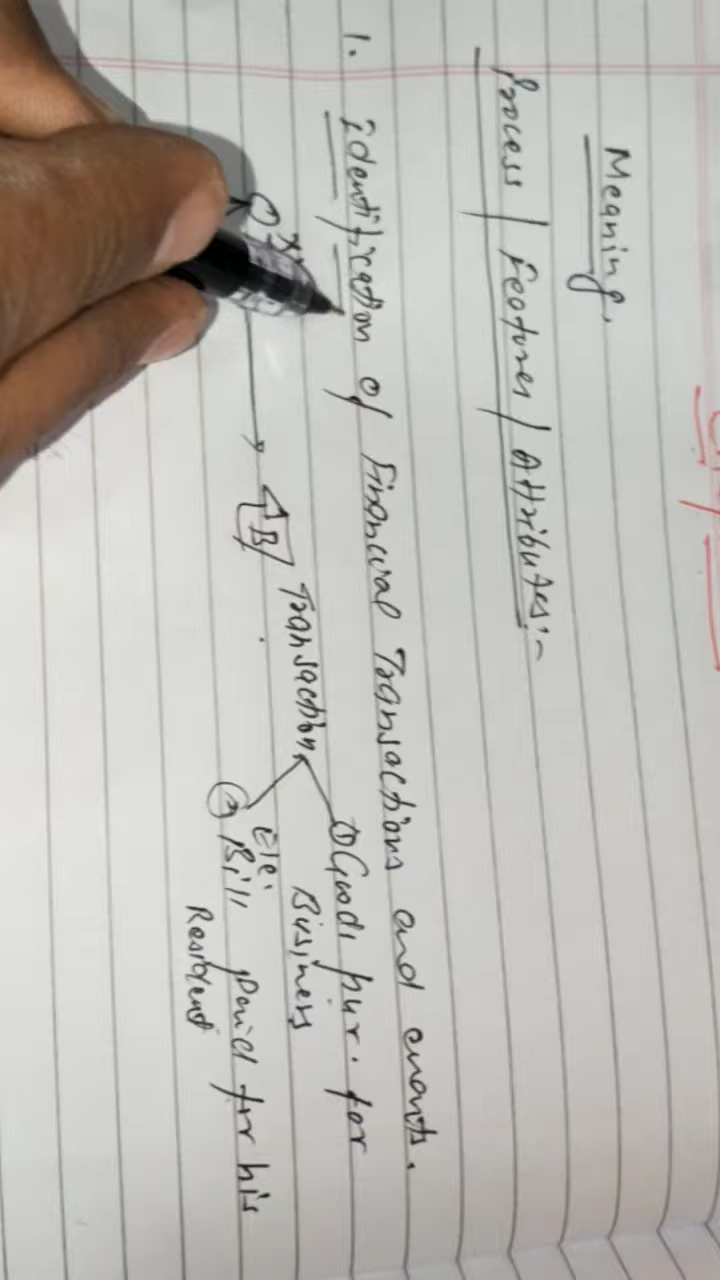 Meaning.
Process / Features / Attributes:-
1. identification of Financial Transactions and events.
Transaction
① Goods pur. for
Business
Ele.
② Bill paid for his
Resident